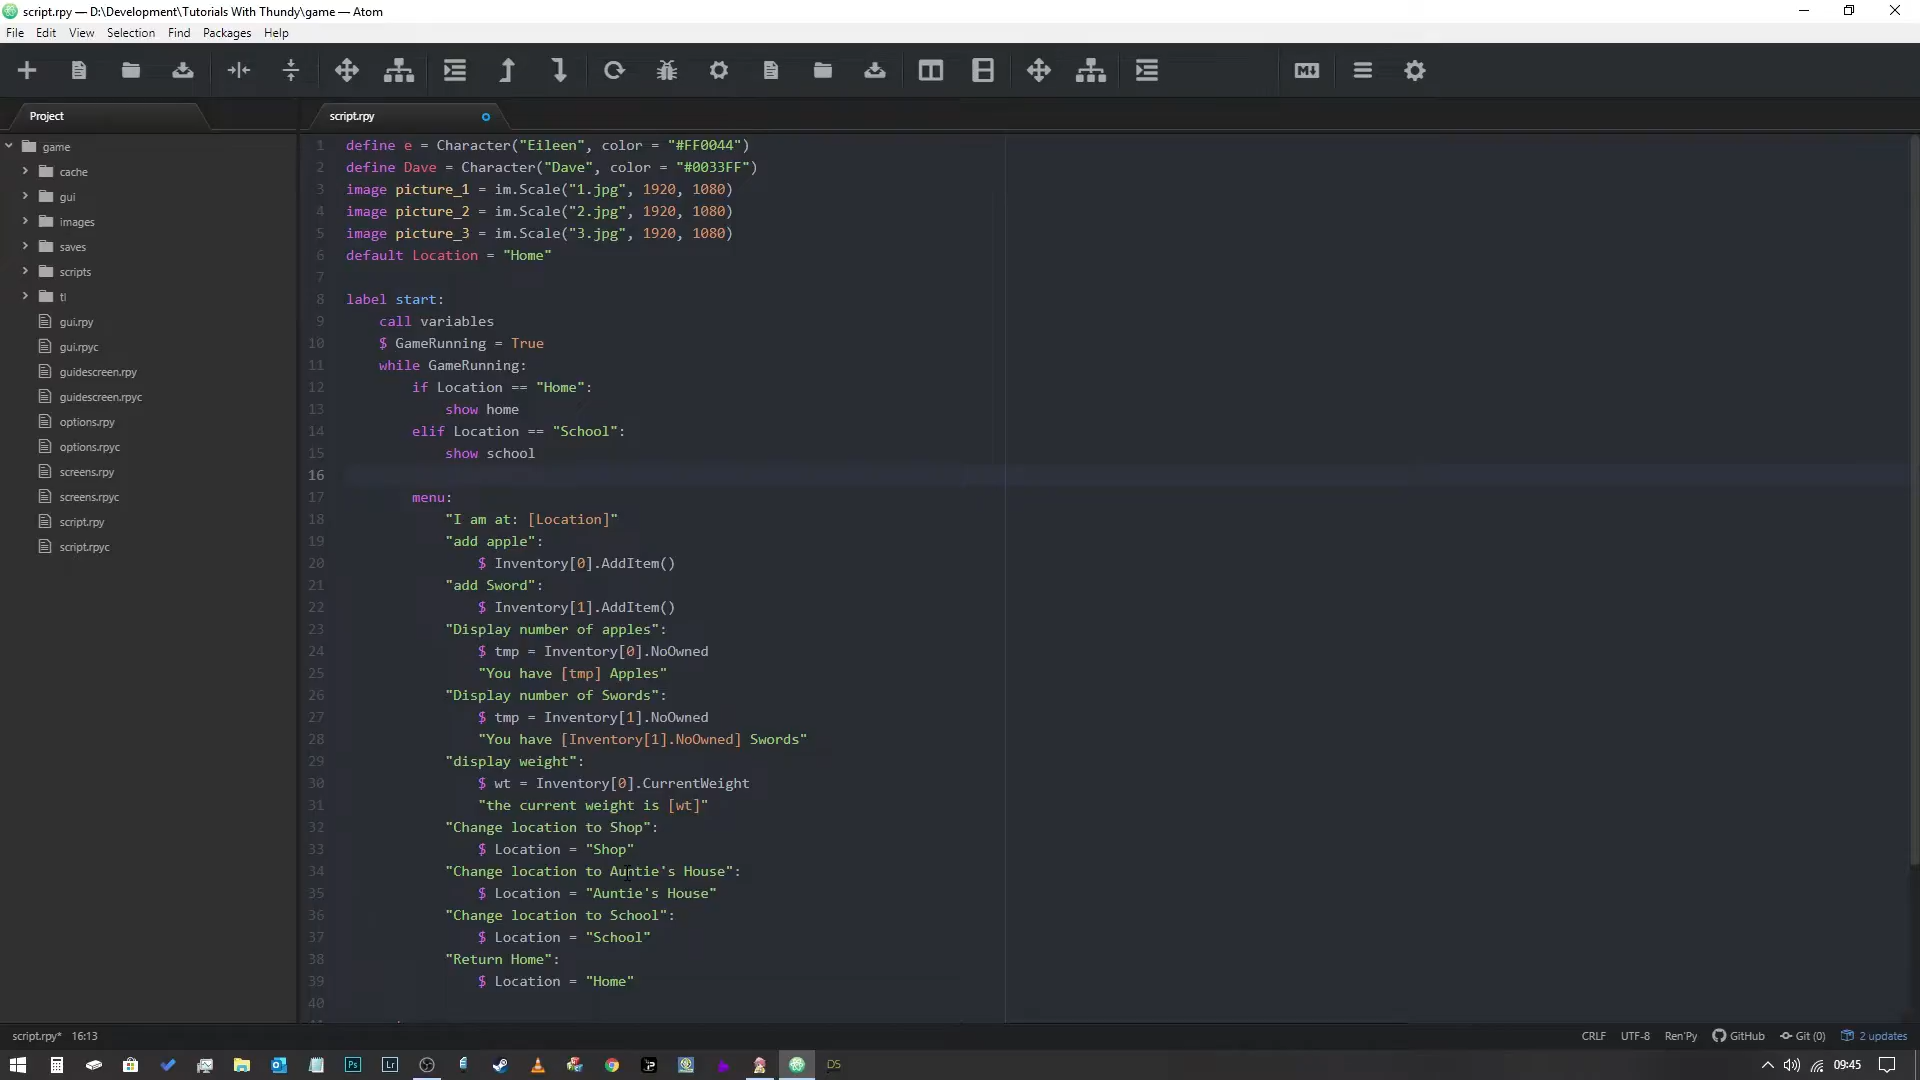 script.rpy — D:\Development\Tutorials With Thundy\game — Atom
File Edit View Selection Find Packages Help
Project
script.rpy
game
cache
gui
images
saves
scripts
tl
gui.rpy
gui.rpyc
guidescreen.rpy
guidescreen.rpyc
options.rpy
options.rpyc
screens.rpy
screens.rpyc
script.rpy
script.rpyc
1 define e = Character("Eileen", color = "#FF0044")
2 define Dave = Character("Dave", color = "#0033FF")
3 image picture_1 = im.Scale("1.jpg", 1920, 1080)
4 image picture_2 = im.Scale("2.jpg", 1920, 1080)
5 image picture_3 = im.Scale("3.jpg", 1920, 1080)
6 default Location = "Home"
7
8 label start:
9 call variables
10 $ GameRunning = True
11 while GameRunning:
12 if Location == "Home":
13 show home
14 elif Location == "School":
15 show school
16
17 menu:
18 "I am at: [Location]"
19 "add apple":
20 $ Inventory[0].AddItem()
21 "add Sword":
22 $ Inventory[1].AddItem()
23 "Display number of apples":
24 $ tmp = Inventory[0].NoOwned
25 "You have [tmp] Apples"
26 "Display number of Swords":
27 $ tmp = Inventory[1].NoOwned
28 "You have [Inventory[1].NoOwned] Swords"
29 "display weight":
30 $ wt = Inventory[0].CurrentWeight
31 "the current weight is [wt]"
32 "Change location to Shop":
33 $ Location = "Shop"
34 "Change location to Auntie's House":
35 $ Location = "Auntie's House"
36 "Change location to School":
37 $ Location = "School"
38 "Return Home":
39 $ Location = "Home"
40
script.rpy* 16:13 CRLF UTF-8 Ren'Py GitHub Git (0) 2 updates
Ps Lr DS 09:45